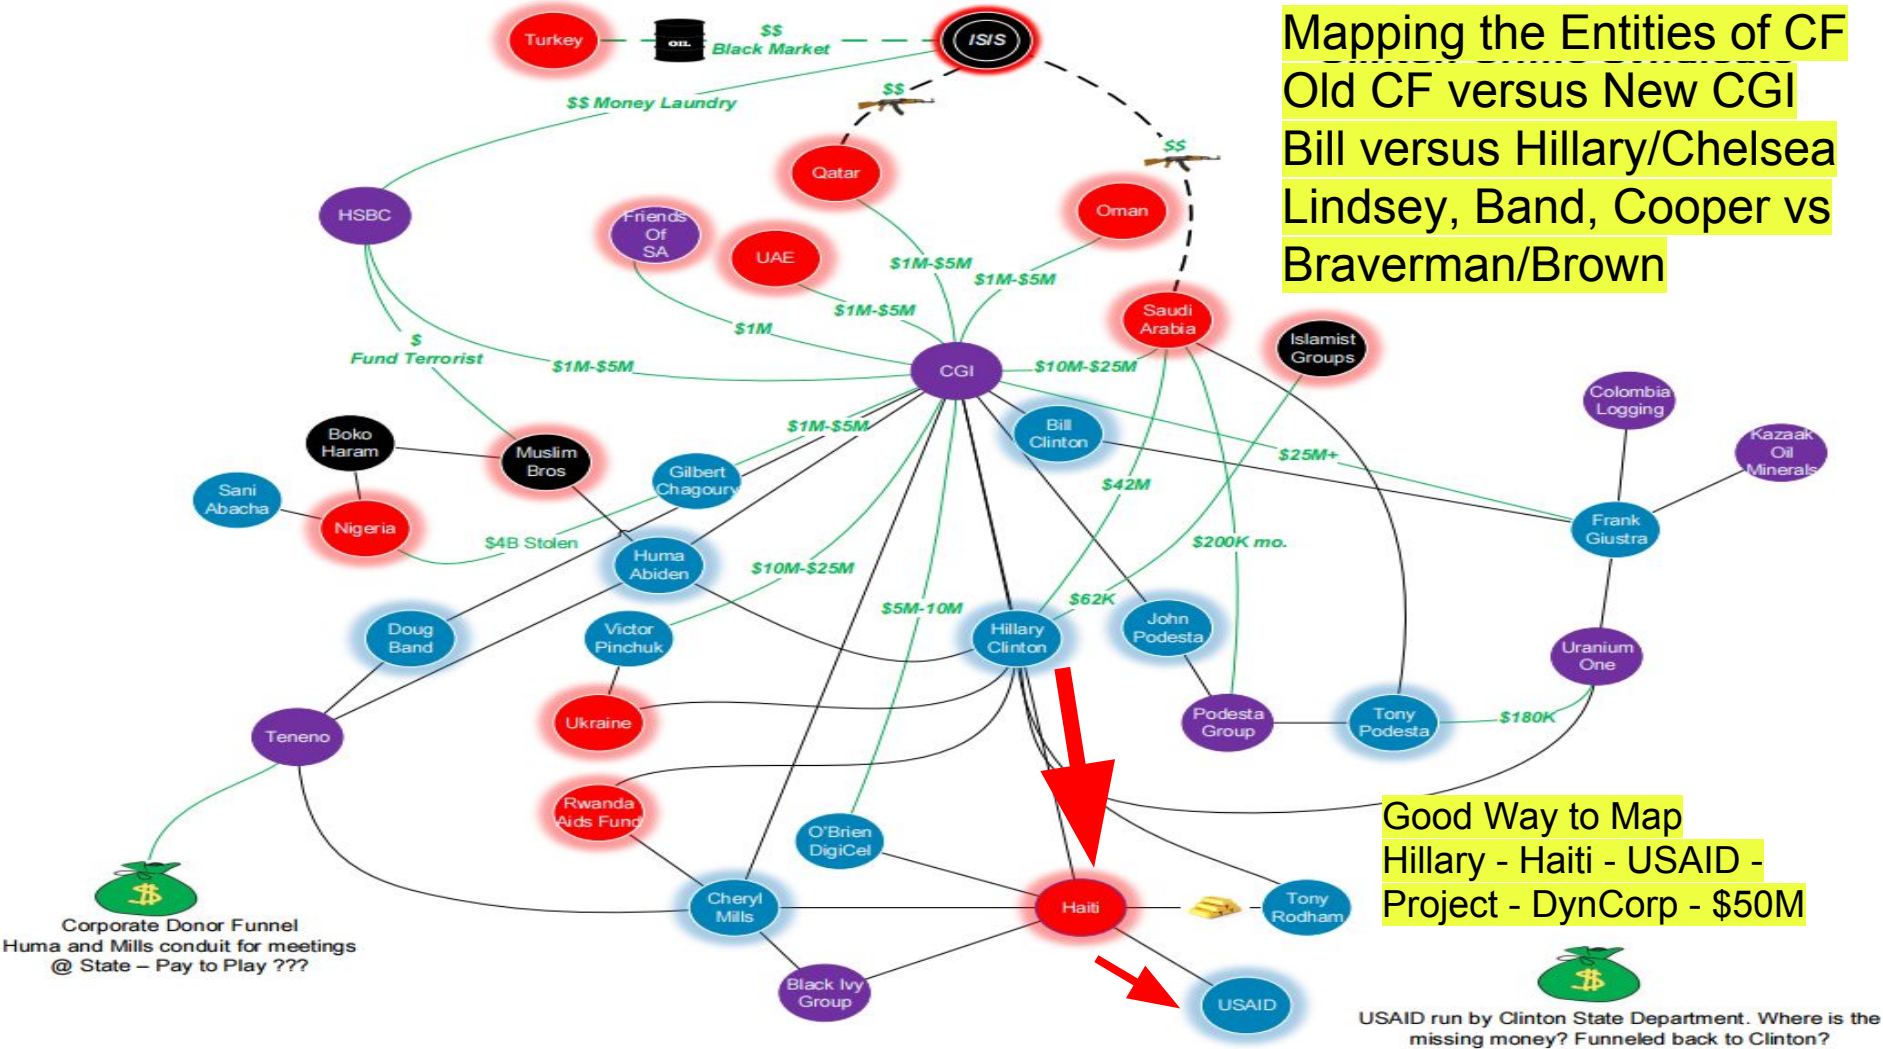 Mapping the Entities of CF
Old CF versus New CGI
Bill versus Hillary/Chelsea
Lindsey, Band, Cooper vs
Braverman/Brown
Turkey
OIL
$$
Black Market
ISIS
$$ Money Laundry
$$
$$
Qatar
Oman
HSBC
Friends
Of
SA
UAE
$1M-$5M
$1M-$5M
$1M-$5M
$1M
Saudi
Arabia
Islamist
Groups
$
Fund Terrorist
$1M-$5M
CGI
$10M-$25M
Colombia
Logging
Bill
Clinton
Kazaak
Oil
Minerals
$1M-$5M
$25M+
Boko
Haram
Muslim
Bros
Gilbert
Chagoury
$42M
Sani
Abacha
Nigeria
$4B Stolen
Frank
Giustra
$200K mo.
Huma
Abiden
$10M-$25M
$5M-10M
$62K
Doug
Band
Victor
Pinchuk
Hillary
Clinton
John
Podesta
Uranium
One
Ukraine
Podesta
Group
Tony
Podesta
$180K
Teneno
Rwanda
Aids Fund
O'Brien
DigiCel
Good Way to Map
Hillary - Haiti - USAID -
Project - DynCorp - $50M
Cheryl
Mills
Haiti
Tony
Rodham
$
Corporate Donor Funnel
Huma and Mills conduit for meetings
@ State – Pay to Play ???
Black Ivy
Group
USAID
$
USAID run by Clinton State Department. Where is the
missing money? Funneled back to Clinton?